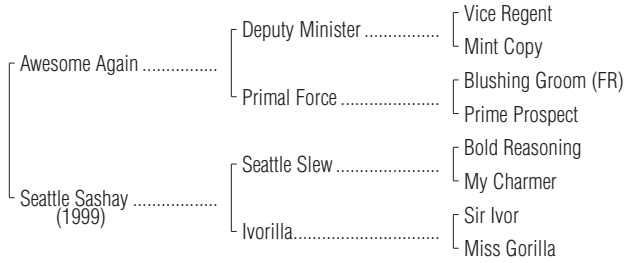 Vice Regent
Deputy Minister ..................
Mint Copy
Awesome Again ................
Blushing Groom (FR)
Primal Force .......................
Prime Prospect
Bold Reasoning
Seattle Slew ........................
My Charmer
Seattle Sashay ..................
(1999)
Sir Ivor
Ivorilla..................................
Miss Gorilla